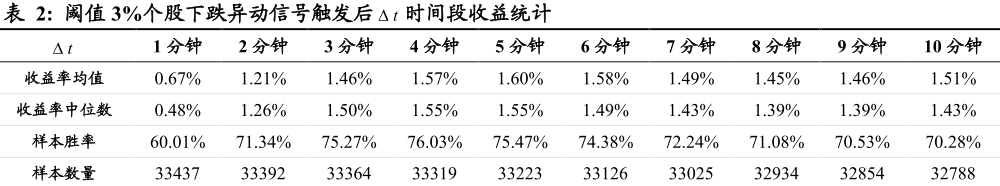 表 2: 阈值 3%个股下跌异动信号触发后 Δt 时间段收益统计
Δt 1 分钟 2 分钟 3 分钟 4 分钟 5 分钟 6 分钟 7 分钟 8 分钟 9 分钟 10 分钟
收益率均值 0.67% 1.21% 1.46% 1.57% 1.60% 1.58% 1.49% 1.45% 1.46% 1.51%
收益率中位数 0.48% 1.26% 1.50% 1.55% 1.55% 1.49% 1.43% 1.39% 1.39% 1.43%
样本胜率 60.01% 71.34% 75.27% 76.03% 75.47% 74.38% 72.24% 71.08% 70.53% 70.28%
样本数量 33437 33392 33364 33319 33223 33126 33025 32934 32854 32788